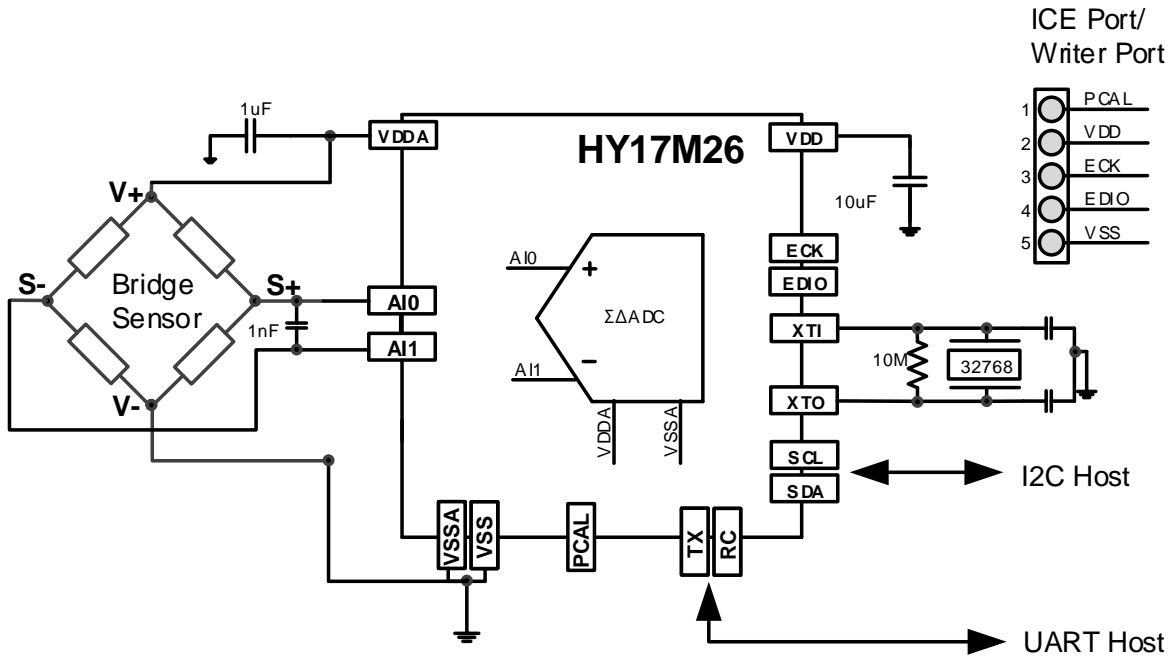 ICE Port/
Writer Port
1 PCAL
2 VDD
3 ECK
4 EDIO
5 VSS
1uF
VDDA
HY17M26
VDD
10uF
V+
S-
Bridge
Sensor
S+
V-
1nF
AI0
AI1
AI0
+
ΣΔADC
AI1
–
VDDA
VSSA
ECK
EDIO
XTI
10M
32768
XTO
SCL
SDA
I2C Host
VSSA
VSS
PCAL
TX
RC
UART Host